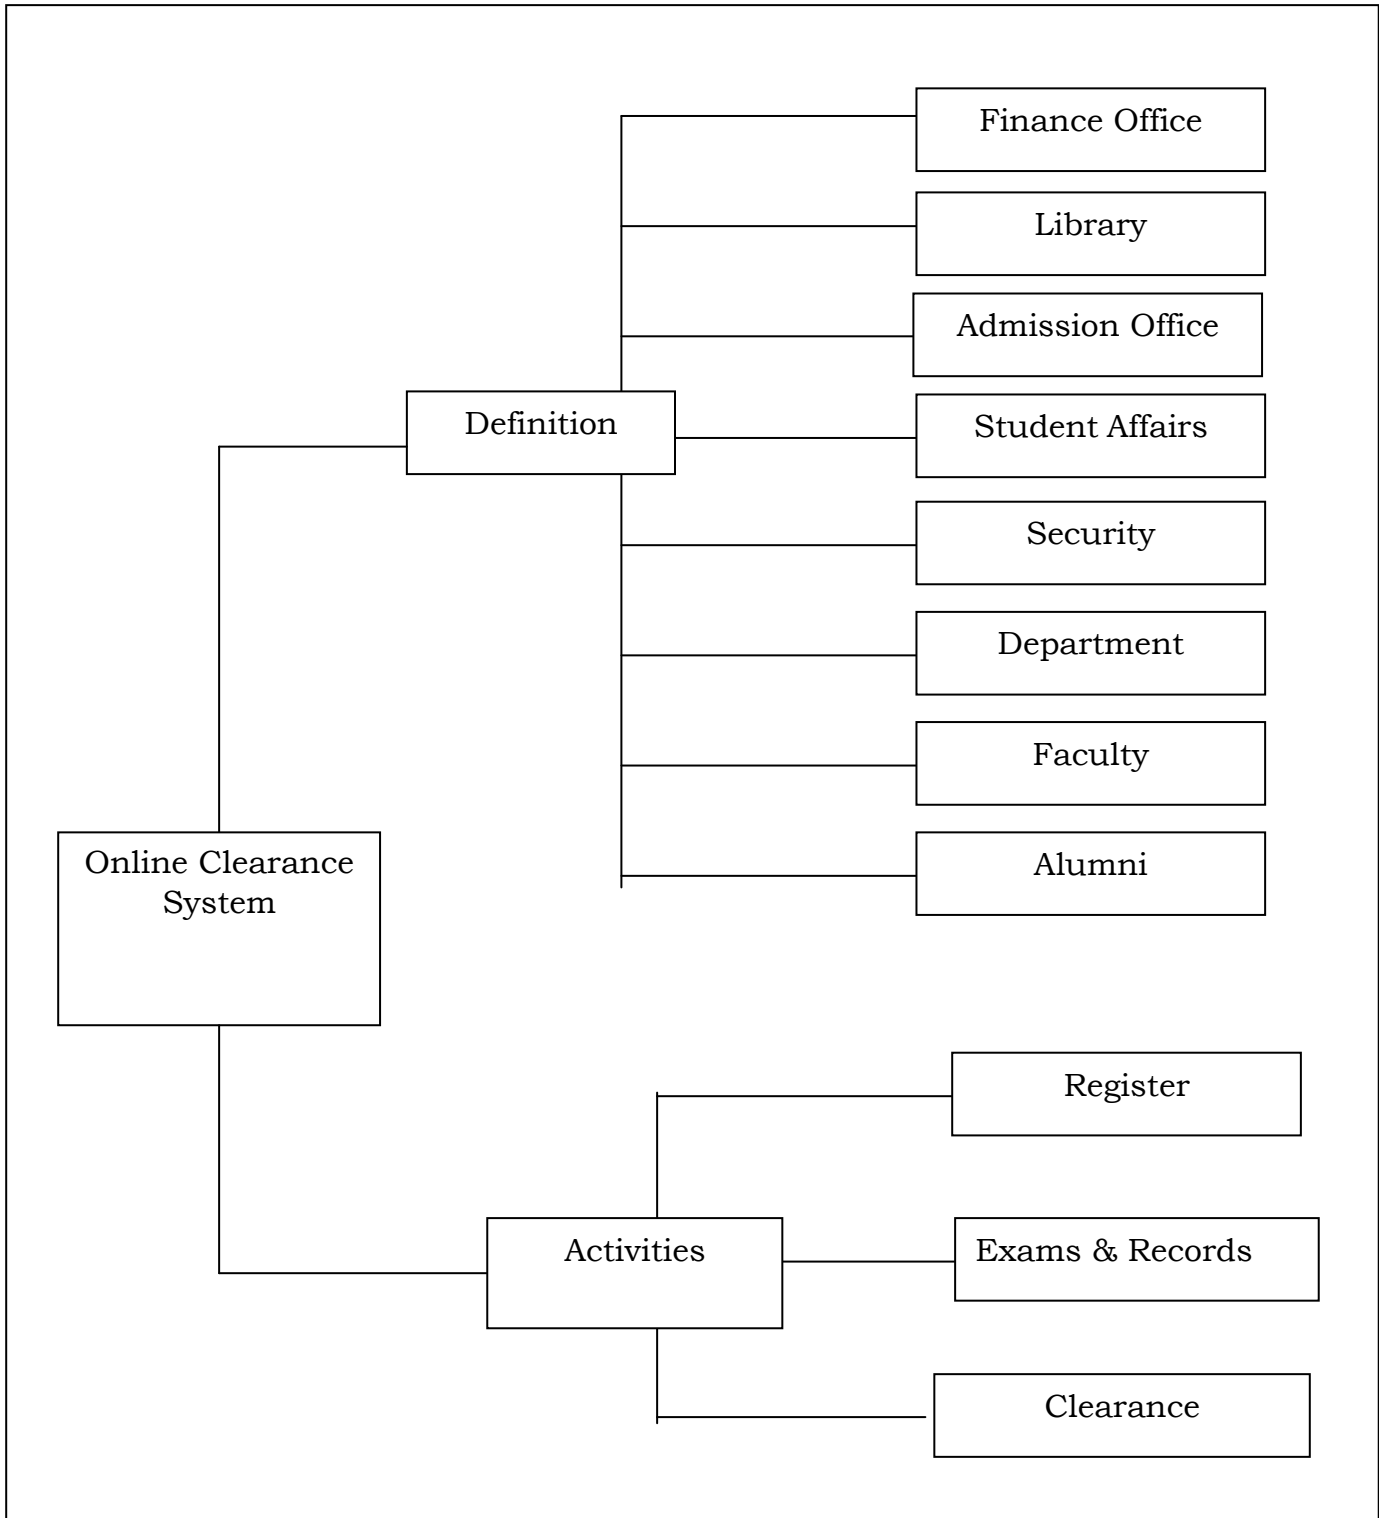 Finance Office
Library
Admission Office
Definition
Student Affairs
Security
Department
Faculty
Online Clearance
System
Alumni
Register
Activities
Exams & Records
Clearance